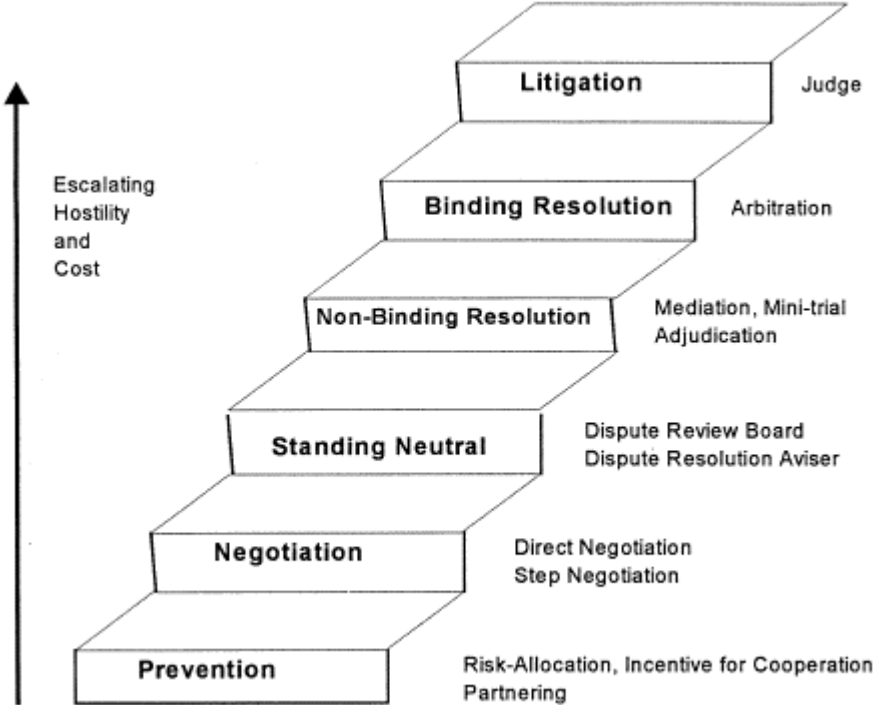 Litigation
Judge
Escalating
Hostility
and
Cost
Binding Resolution
Arbitration
Non-Binding Resolution
Mediation, Mini-trial
Adjudication
Standing Neutral
Dispute Review Board
Dispute Resolution Aviser
Negotiation
Direct Negotiation
Step Negotiation
Prevention
Risk-Allocation, Incentive for Cooperation
Partnering